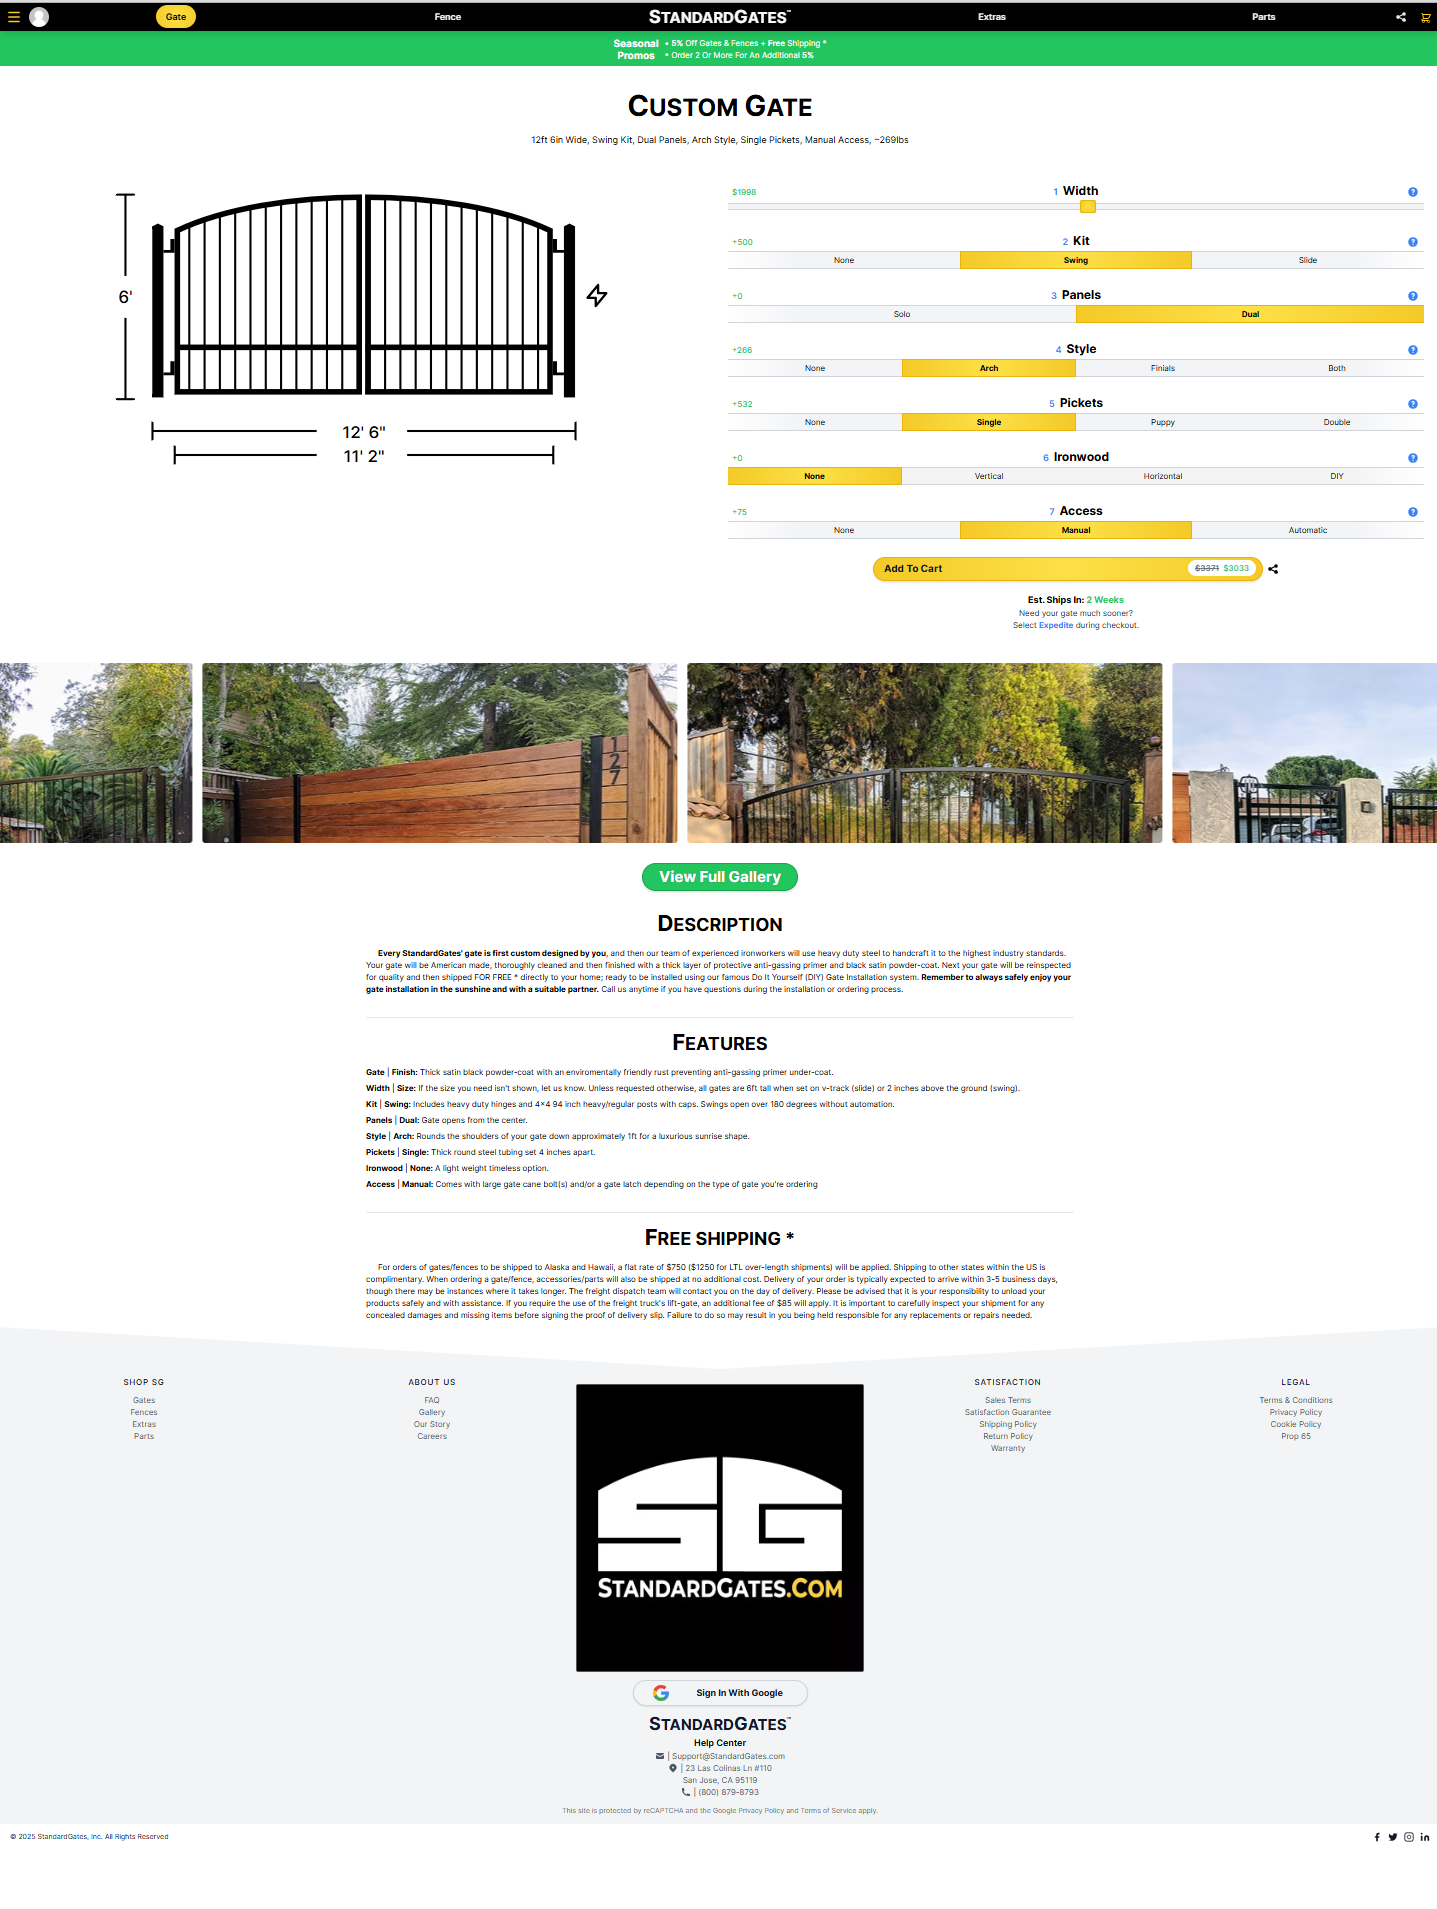 Gate
Fence
STANDARDGATES™
Extras
Parts
Seasonal Promos
• 5% Off Gates & Fences + Free Shipping *
• Order 2 Or More For An Additional 5%
CUSTOM GATE
12ft 6in Wide, Swing Kit, Dual Panels, Arch Style, Single Pickets, Manual Access, ~269lbs
6'
12' 6"
11' 2"
$1998
1 Width
?
+500
2 Kit
?
None
Swing
Slide
+0
3 Panels
?
Solo
Dual
+266
4 Style
?
None
Arch
Finials
Both
+532
5 Pickets
?
None
Single
Puppy
Double
+0
6 Ironwood
?
None
Vertical
Horizontal
DIY
+75
7 Access
?
None
Manual
Automatic
Add To Cart
$3371 $3033
Est. Ships In: 2 Weeks
Need your gate much sooner?
Select Expedite during checkout.
127
View Full Gallery
DESCRIPTION
Every StandardGates' gate is first custom designed by you, and then our team of experienced ironworkers will use heavy duty steel to handcraft it to the highest industry standards.
Your gate will be American made, thoroughly cleaned and then finished with a thick layer of protective anti-gassing primer and black satin powder-coat. Next your gate will be reinspected
for quality and then shipped FOR FREE * directly to your home; ready to be installed using our famous Do It Yourself (DIY) Gate Installation system. Remember to always safely enjoy your
gate installation in the sunshine and with a suitable partner. Call us anytime if you have questions during the installation or ordering process.
FEATURES
Gate | Finish: Thick satin black powder-coat with an enviromentally friendly rust preventing anti-gassing primer under-coat.
Width | Size: If the size you need isn't shown, let us know. Unless requested otherwise, all gates are 6ft tall when set on v-track (slide) or 2 inches above the ground (swing).
Kit | Swing: Includes heavy duty hinges and 4×4 94 inch heavy/regular posts with caps. Swings open over 180 degrees without automation.
Panels | Dual: Gate opens from the center.
Style | Arch: Rounds the shoulders of your gate down approximately 1ft for a luxurious sunrise shape.
Pickets | Single: Thick round steel tubing set 4 inches apart.
Ironwood | None: A light weight timeless option.
Access | Manual: Comes with large gate cane bolt(s) and/or a gate latch depending on the type of gate you're ordering
FREE SHIPPING *
For orders of gates/fences to be shipped to Alaska and Hawaii, a flat rate of $750 ($1250 for LTL over-length shipments) will be applied. Shipping to other states within the US is
complimentary. When ordering a gate/fence, accessories/parts will also be shipped at no additional cost. Delivery of your order is typically expected to arrive within 3-5 business days,
though there may be instances where it takes longer. The freight dispatch team will contact you on the day of delivery. Please be advised that it is your responsibility to unload your
products safely and with assistance. If you require the use of the freight truck's lift-gate, an additional fee of $85 will apply. It is important to carefully inspect your shipment for any
concealed damages and missing items before signing the proof of delivery slip. Failure to do so may result in you being held responsible for any replacements or repairs needed.
SHOP SG
Gates
Fences
Extras
Parts
ABOUT US
FAQ
Gallery
Our Story
Careers
SG
STANDARDGATES.COM
SATISFACTION
Sales Terms
Satisfaction Guarantee
Shipping Policy
Return Policy
Warranty
LEGAL
Terms & Conditions
Privacy Policy
Cookie Policy
Prop 65
Sign In With Google
STANDARDGATES™
Help Center
| Support@StandardGates.com
| 23 Las Colinas Ln #110
San Jose, CA 95119
| (800) 879-8793
This site is protected by reCAPTCHA and the Google Privacy Policy and Terms of Service apply.
© 2025 StandardGates, Inc. All Rights Reserved